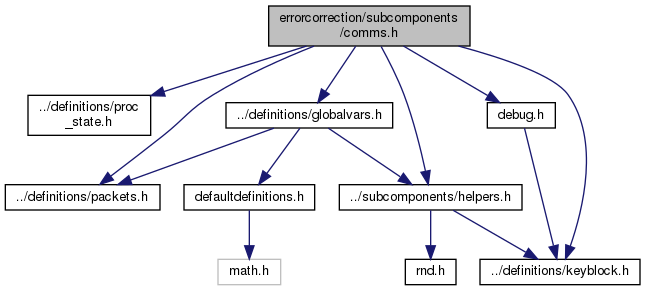 errorcorrection/subcomponents
/comms.h
../definitions/proc
_state.h
../definitions/globalvars.h
debug.h
../definitions/packets.h
defaultdefinitions.h
../subcomponents/helpers.h
math.h
rnd.h
../definitions/keyblock.h